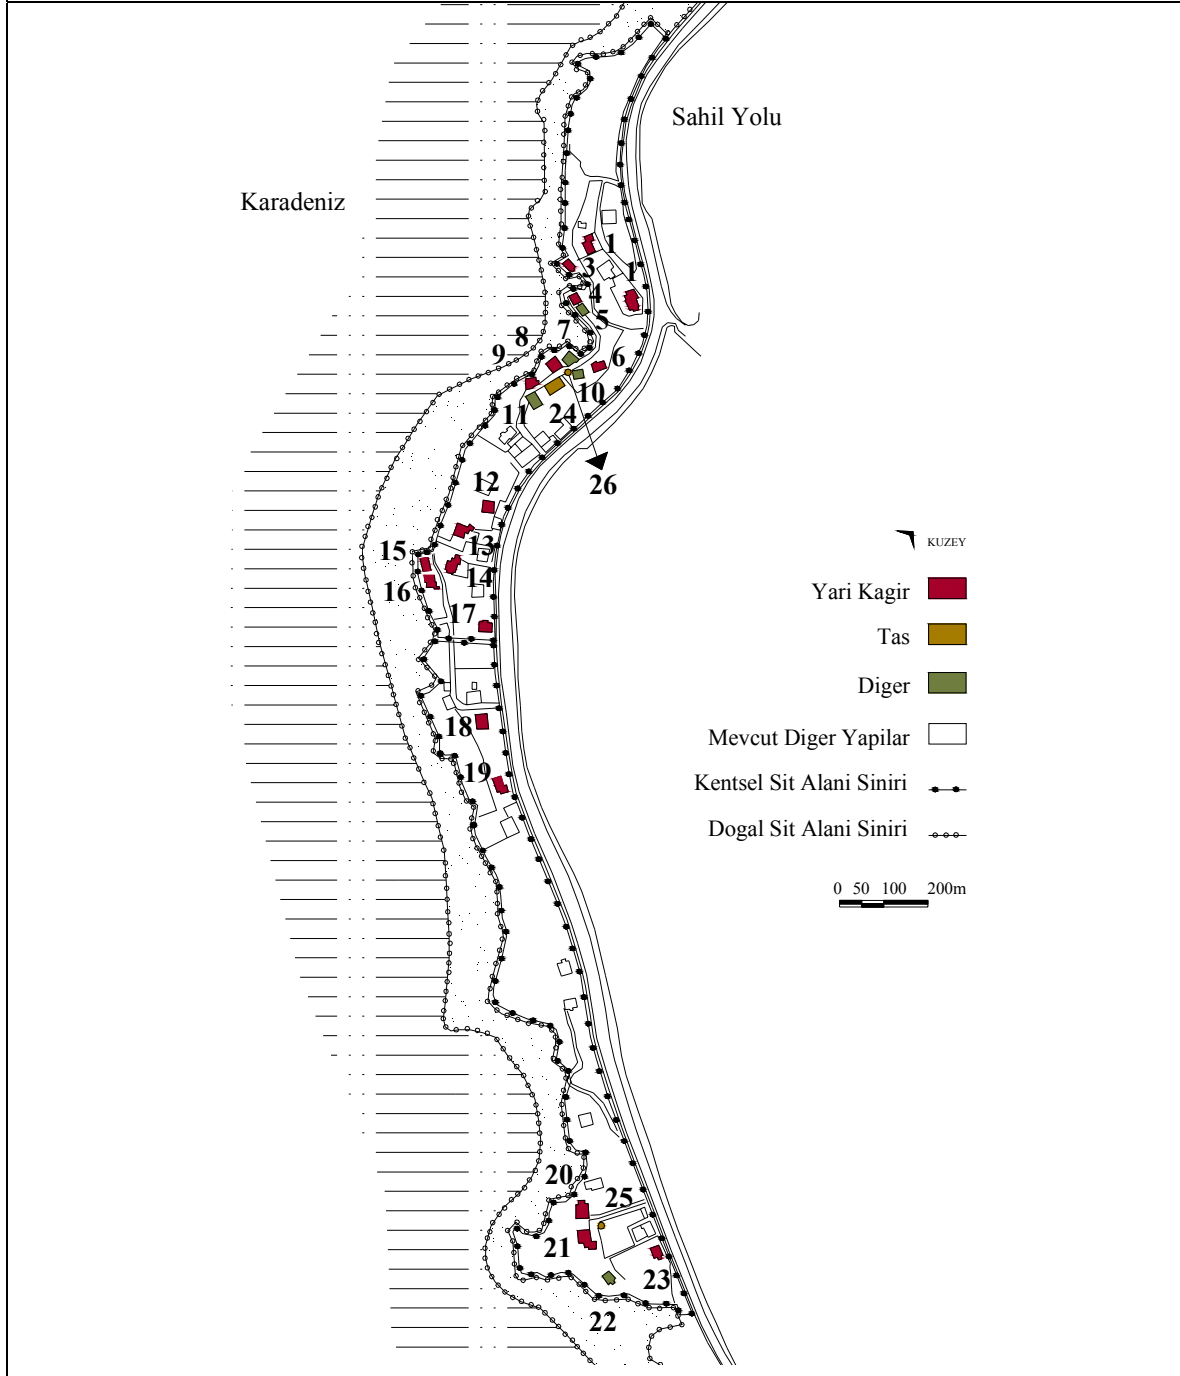 Sahil Yolu
Karadeniz
1
3
1
4
5
7
8
9
6
10
11
24
26
12
13
15
14
16
17
18
19
KUZEY
Yari Kagir
Tas
Diger
Mevcut Diger Yapilar
Kentsel Sit Alani Siniri
Dogal Sit Alani Siniri
0 50 100 200m
20
25
21
23
22